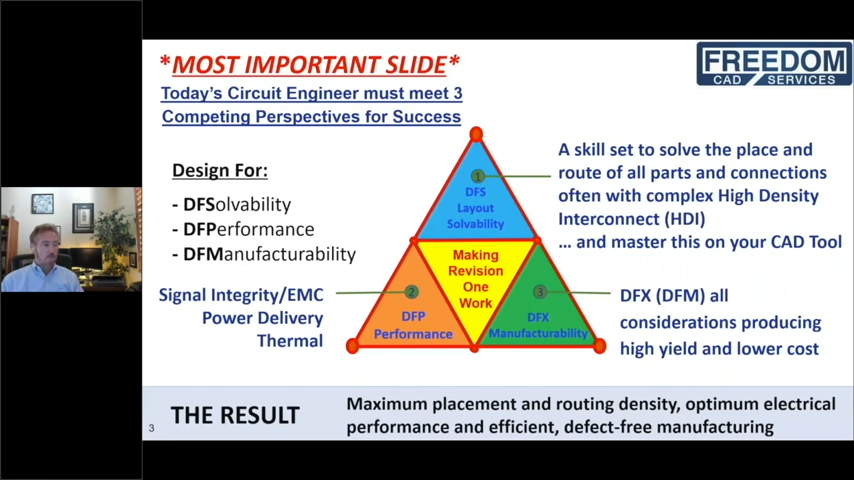 *MOST IMPORTANT SLIDE*
FREEDOM
CAD SERVICES
Today's Circuit Engineer must meet 3
Competing Perspectives for Success
Design For:
- DFSolvability
- DFPerformance
- DFManufacturability
1
DFS
Layout
Solvability
A skill set to solve the place and
route of all parts and connections
often with complex High Density
Interconnect (HDI)
... and master this on your CAD Tool
Making
Revision
One
Work
Signal Integrity/EMC
Power Delivery
Thermal
2
DFP
Performance
3
DFX
Manufacturability
DFX (DFM) all
considerations producing
high yield and lower cost
THE RESULT
Maximum placement and routing density, optimum electrical
performance and efficient, defect-free manufacturing
3